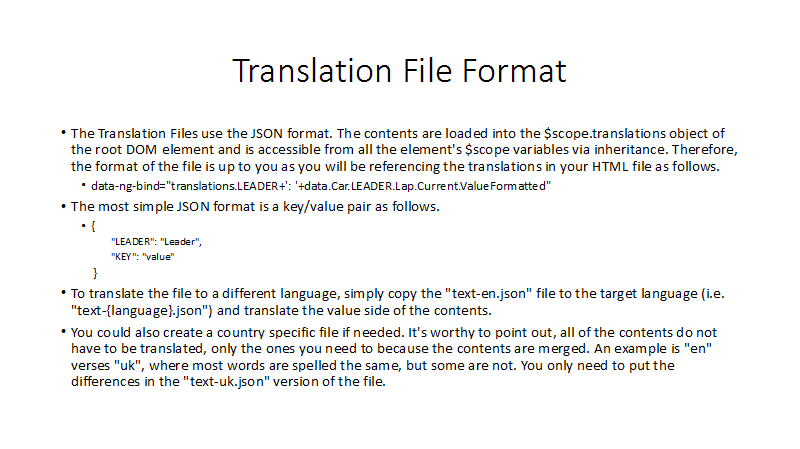 Translation File Format
• The Translation Files use the JSON format. The contents are loaded into the $scope.translations object of
the root DOM element and is accessible from all the element's $scope variables via inheritance. Therefore,
the format of the file is up to you as you will be referencing the translations in your HTML file as follows.
• data-ng-bind="translations.LEADER+': '+data.Car.LEADER.Lap.Current.ValueFormatted"
• The most simple JSON format is a key/value pair as follows.
• {
"LEADER": "Leader",
"KEY": "value"
}
• To translate the file to a different language, simply copy the "text-en.json" file to the target language (i.e.
"text-{language}.json") and translate the value side of the contents.
• You could also create a country specific file if needed. It's worthy to point out, all of the contents do not
have to be translated, only the ones you need to because the contents are merged. An example is "en"
verses "uk", where most words are spelled the same, but some are not. You only need to put the
differences in the "text-uk.json" version of the file.